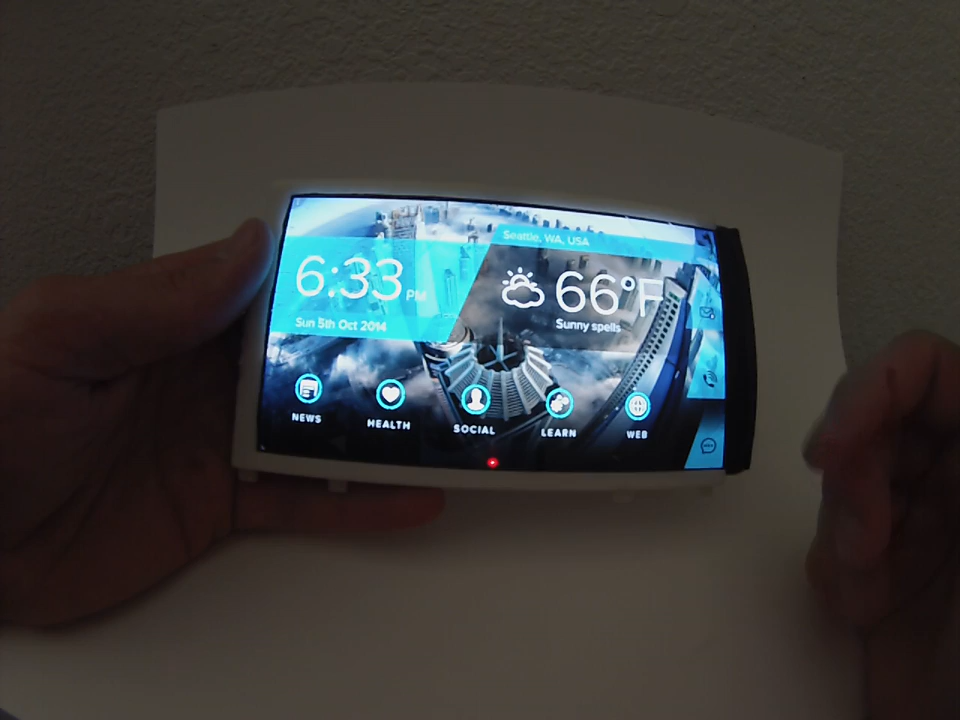 Seattle, WA, USA
6:33 PM
66°F
Sun 5th Oct 2014
Sunny spells
NEWS
HEALTH
SOCIAL
LEARN
WEB